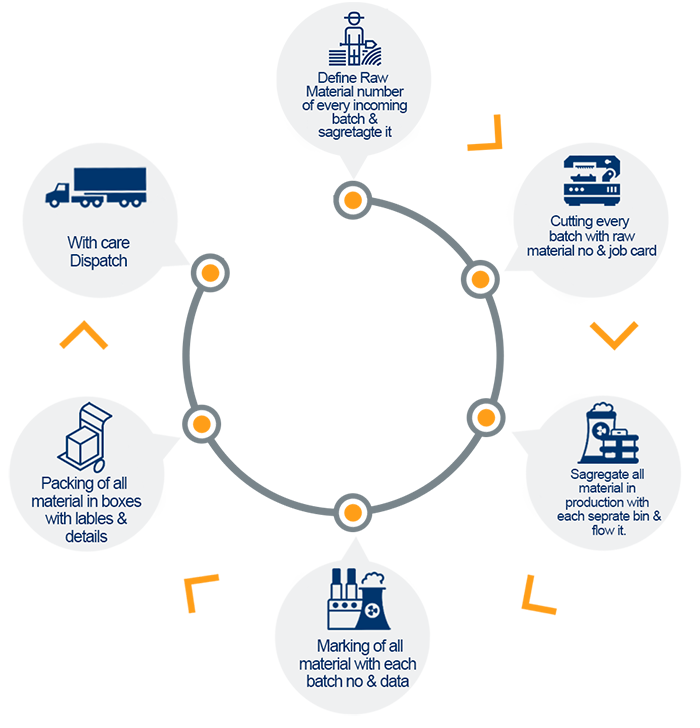 Define Raw
Material number
of every incoming
batch &
sagretagte it
Cutting every
batch with raw
material no & job card
Sagregate all
material in
production with
each seprate bin &
flow it.
Marking of all
material with each
batch no & data
Packing of all
material in boxes
with lables &
details
With care
Dispatch